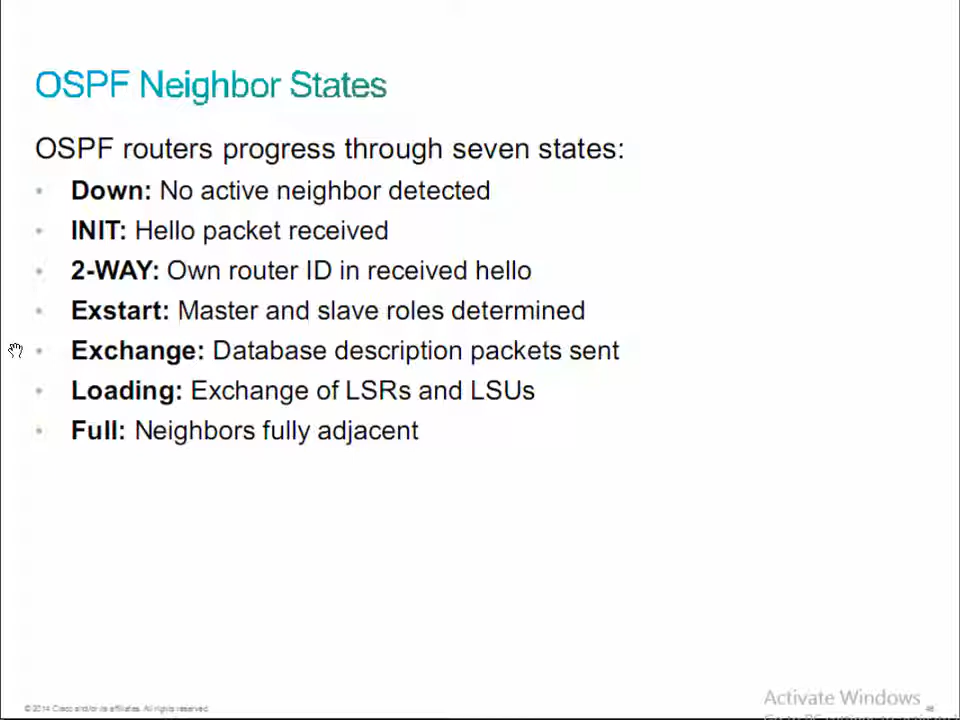 OSPF Neighbor States
OSPF routers progress through seven states:
• Down: No active neighbor detected
• INIT: Hello packet received
• 2-WAY: Own router ID in received hello
• Exstart: Master and slave roles determined
• Exchange: Database description packets sent
• Loading: Exchange of LSRs and LSUs
• Full: Neighbors fully adjacent
Activate Windows
© 2014 Cisco and/or its affiliates. All rights reserved.